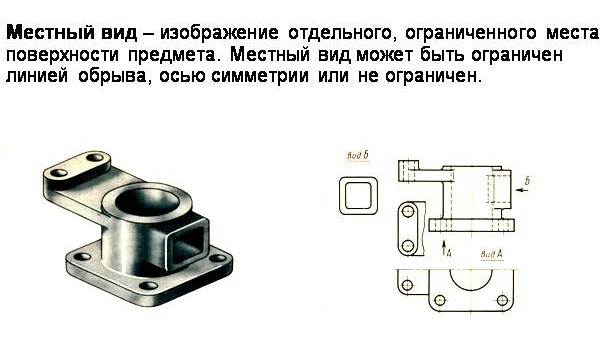 Местный вид – изображение отдельного, ограниченного места
поверхности предмета. Местный вид может быть ограничен
линией обрыва, осью симметрии или не ограничен.
Вид Б
Б
А
Вид А